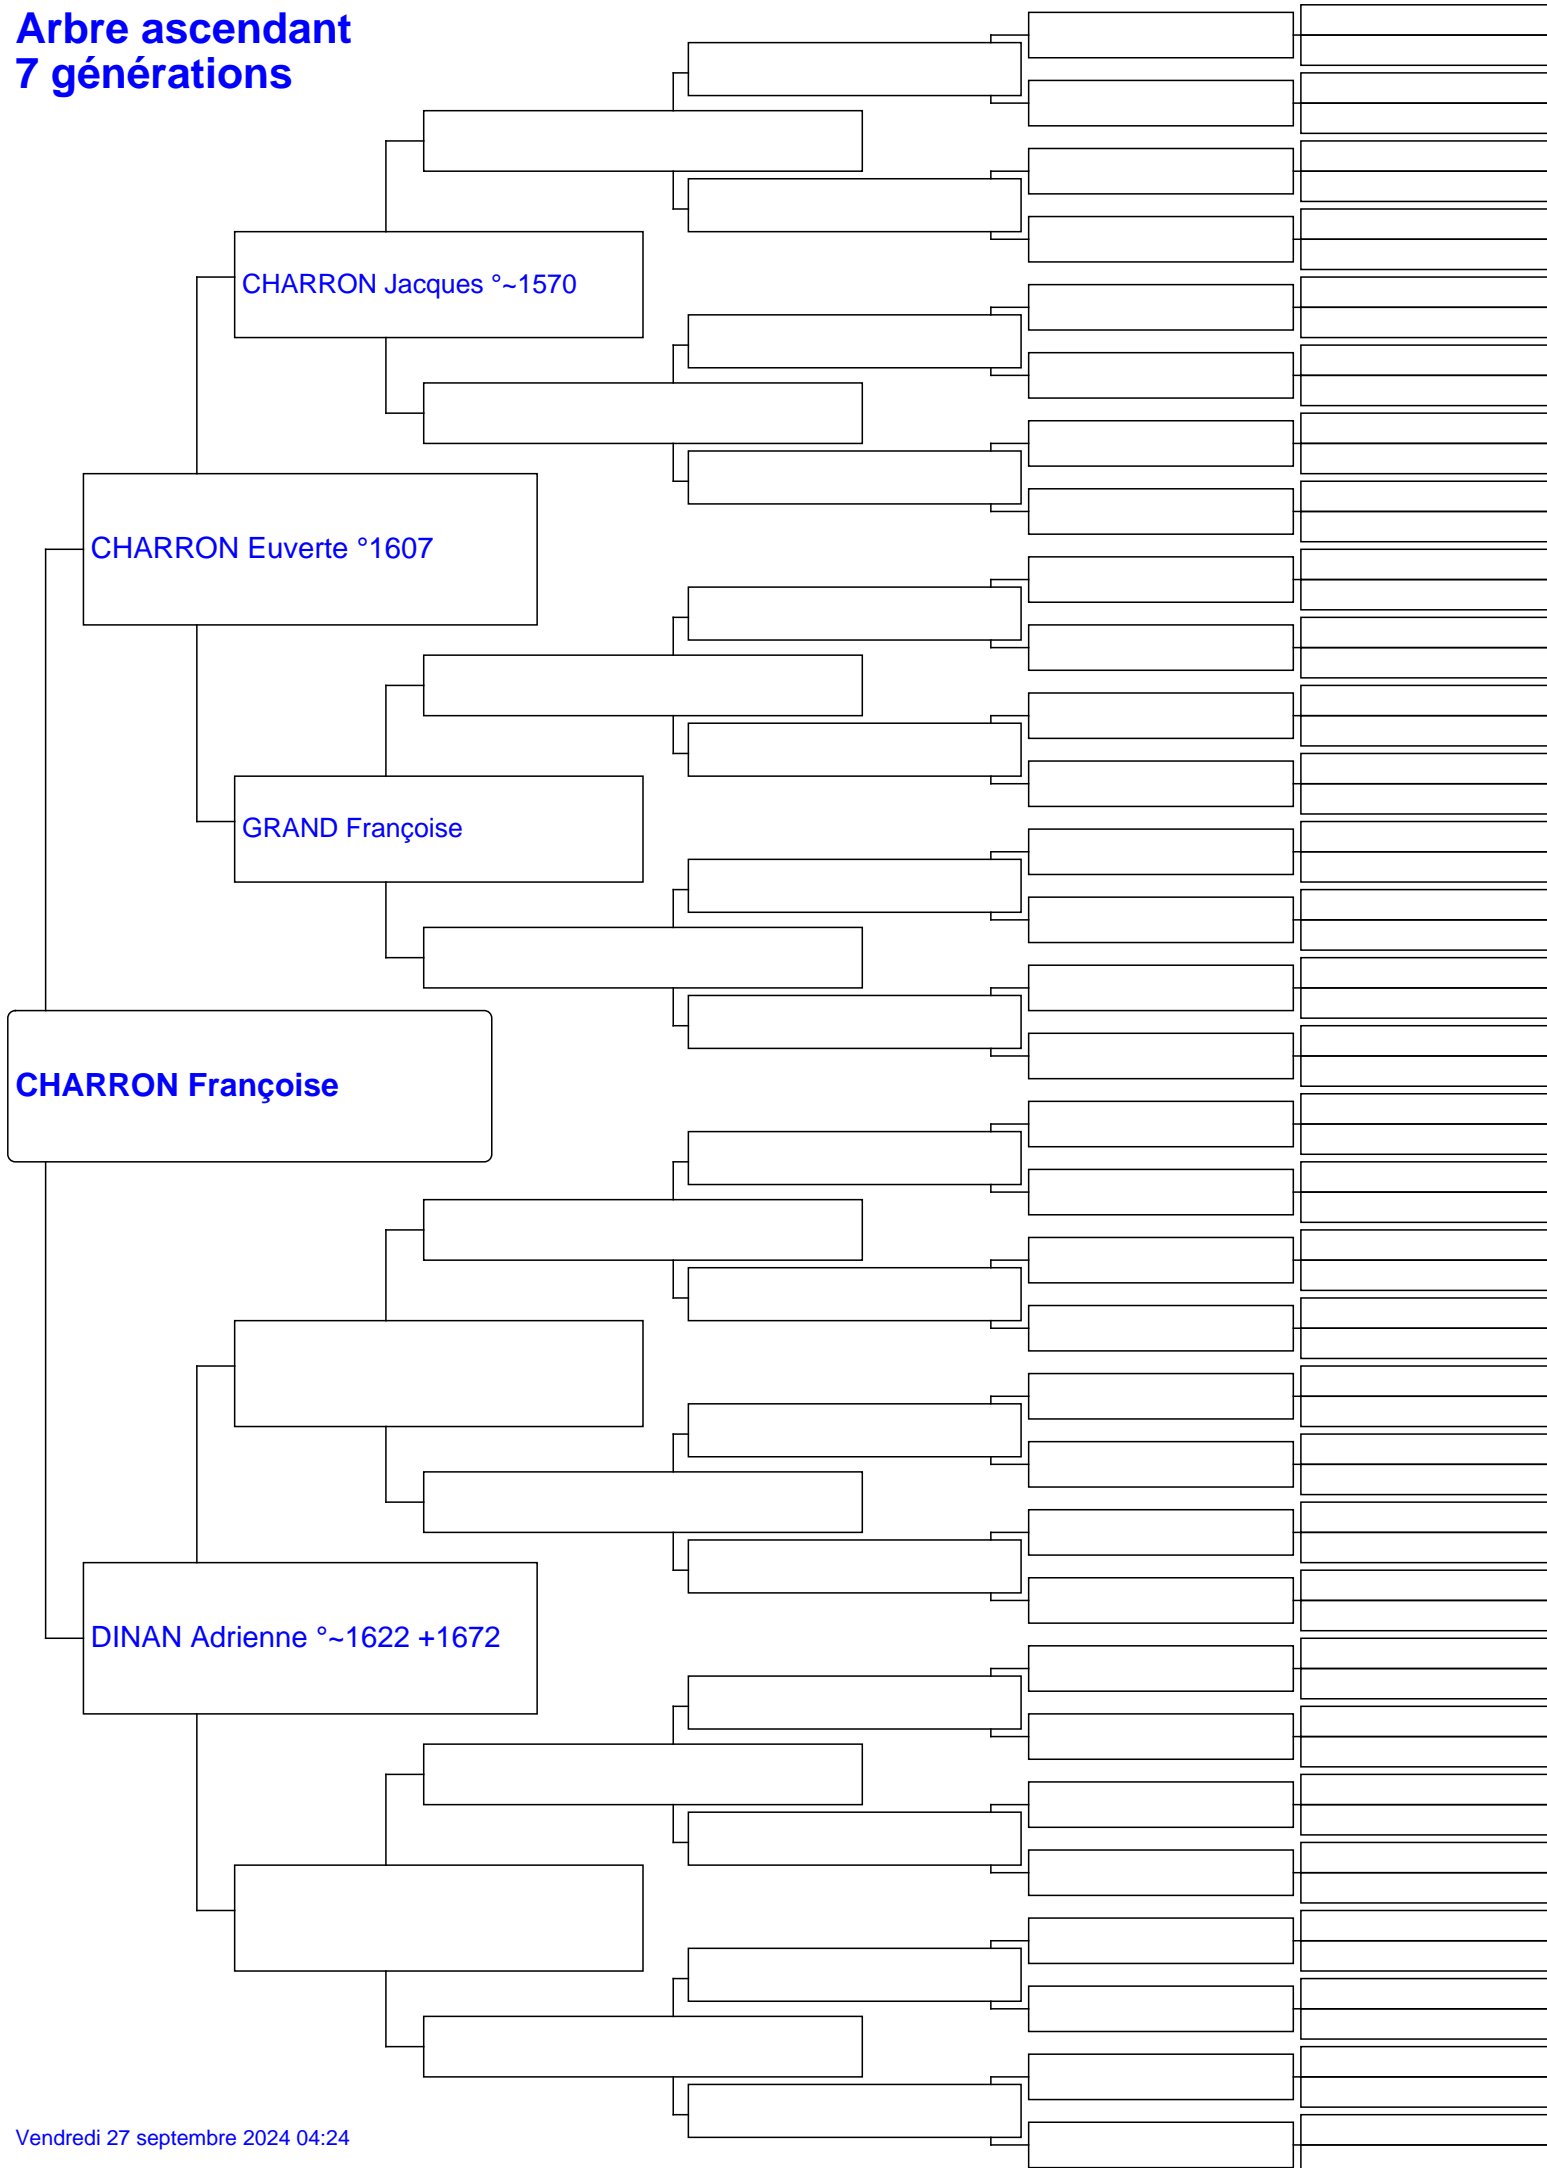 Arbre ascendant
7 générations
CHARRON Jacques °~1570
CHARRON Euverte °1607
GRAND Françoise
CHARRON Françoise
DINAN Adrienne °~1622 +1672
Vendredi 27 septembre 2024 04:24